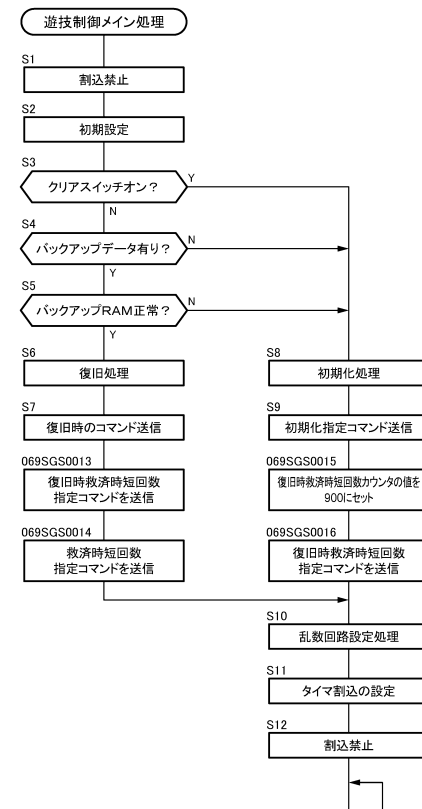 遊技制御メイン処理
S1
割込禁止
S2
初期設定
S3
クリアスイッチオン？
Y
N
S4
バックアップデータ有り？
N
Y
S5
バックアップRAM正常？
N
Y
S6
復旧処理
S7
復旧時のコマンド送信
069SGS0013
復旧時救済時短回数
指定コマンドを送信
069SGS0014
救済時短回数
指定コマンドを送信
S8
初期化処理
S9
初期化指定コマンド送信
069SGS0015
復旧時救済時短回数カウンタの値を
900にセット
069SGS0016
復旧時救済時短回数
指定コマンドを送信
S10
乱数回路設定処理
S11
タイマ割込の設定
S12
割込禁止